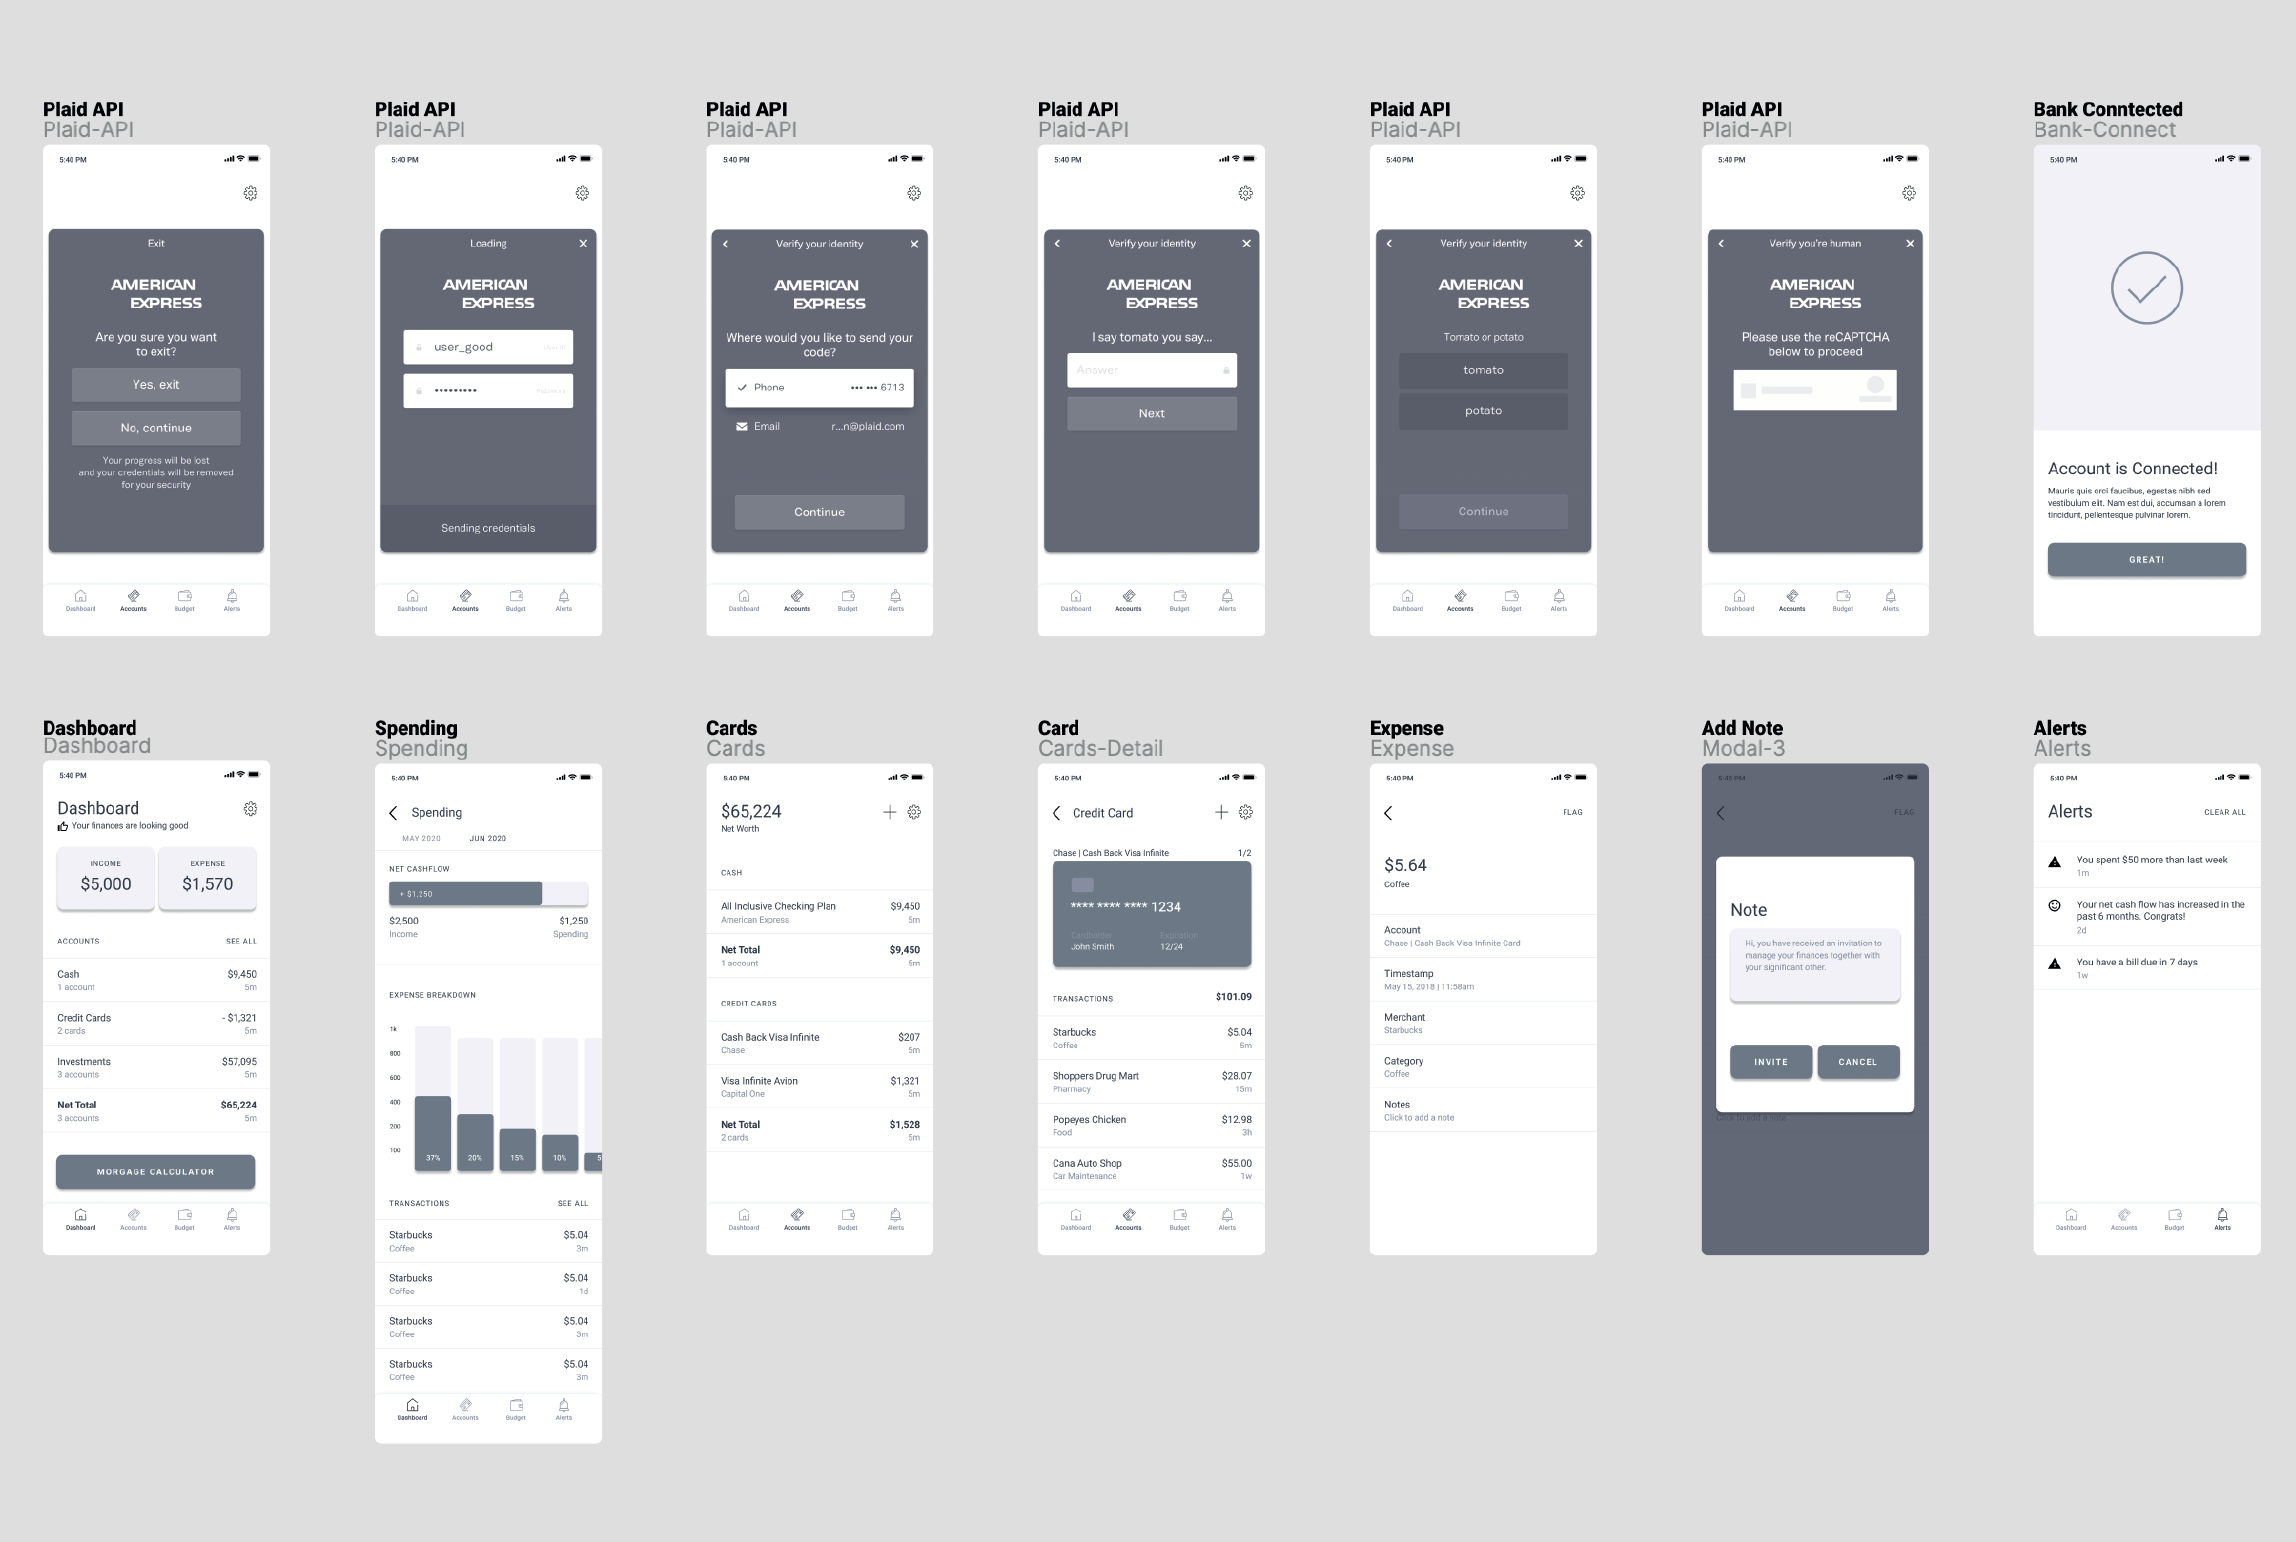 Plaid API
Plaid-API
5:40 PM
Exit
AMERICAN
EXPRESS
Are you sure you want
to exit?
Yes, exit
No, continue
Your progress will be lost
and your credentials will be removed
for your security
Dashboard
Accounts
Budget
Alerts
Plaid API
Plaid-API
5:40 PM
Loading
AMERICAN
EXPRESS
user_good
User ID
•••••••••
Password
Sending credentials
Dashboard
Accounts
Budget
Alerts
Plaid API
Plaid-API
5:40 PM
Verify your identity
AMERICAN
EXPRESS
Where would you like to send your
code?
Phone ••• ••• 6713
Email r...n@plaid.com
Continue
Dashboard
Accounts
Budget
Alerts
Plaid API
Plaid-API
5:40 PM
Verify your identity
AMERICAN
EXPRESS
I say tomato you say...
Answer
Next
Dashboard
Accounts
Budget
Alerts
Plaid API
Plaid-API
5:40 PM
Verify your identity
AMERICAN
EXPRESS
Tomato or potato
tomato
potato
Continue
Dashboard
Accounts
Budget
Alerts
Plaid API
Plaid-API
5:40 PM
Verify you're human
AMERICAN
EXPRESS
Please use the reCAPTCHA
below to proceed
Dashboard
Accounts
Budget
Alerts
Bank Conntected
Bank-Connect
5:40 PM
Account is Connected!
Mauris quis orci faucibus, egestas nibh sed
vestibulum elit. Nam est dui, accumsan a lorem
tincidunt, pellentesque pulvinar lorem.
GREAT!
Dashboard
Dashboard
5:40 PM
Dashboard
Your finances are looking good
INCOME
$5,000
EXPENSE
$1,570
ACCOUNTS SEE ALL
Cash $9,450
1 account 5m
Credit Cards - $1,321
2 cards 5m
Investments $57,095
3 accounts 5m
Net Total $65,224
3 accounts 5m
MORGAGE CALCULATOR
Dashboard
Accounts
Budget
Alerts
Spending
Spending
5:40 PM
Spending
MAY 2020 JUN 2020
NET CASHFLOW
+ $1,250
$2,500 $1,250
Income Spending
EXPENSE BREAKDOWN
1k
800
600
400
200
100
37% 20% 15% 10% 5
TRANSACTIONS SEE ALL
Starbucks $5.04
Coffee 3m
Starbucks $5.04
Coffee 1d
Starbucks $5.04
Coffee 3m
Starbucks $5.04
Coffee 3m
Dashboard
Accounts
Budget
Alerts
Cards
Cards
5:40 PM
$65,224
Net Worth
CASH
All Inclusive Checking Plan $9,450
American Express 5m
Net Total $9,450
1 account 5m
CREDIT CARDS
Cash Back Visa Infinite $207
Chase 5m
Visa Infinite Avion $1,321
Capital One 5m
Net Total $1,528
2 cards 5m
Dashboard
Accounts
Budget
Alerts
Card
Cards-Detail
5:40 PM
Credit Card
Chase | Cash Back Visa Infinite 1/2
**** **** **** 1234
Cardholder Expiration
John Smith 12/24
TRANSACTIONS $101.09
Starbucks $5.04
Coffee 5m
Shoppers Drug Mart $28.07
Pharmacy 15m
Popeyes Chicken $12.98
Food 3h
Cana Auto Shop $55.00
Car Maintenance 1w
Dashboard
Accounts
Budget
Alerts
Expense
Expense
5:40 PM
FLAG
$5.64
Coffee
Account
Chase | Cash Back Visa Infinite Card
Timestamp
May 15, 2018 | 11:58am
Merchant
Starbucks
Category
Coffee
Notes
Click to add a note
Add Note
Modal-3
5:40 PM
FLAG
Note
Hi, you have received an invitation to
manage your finances together with
your significant other.
INVITE
CANCEL
Click to add a note
Alerts
Alerts
5:40 PM
Alerts CLEAR ALL
You spent $50 more than last week
1m
Your net cash flow has increased in the
past 6 months. Congrats!
2d
You have a bill due in 7 days
1w
Dashboard
Accounts
Budget
Alerts